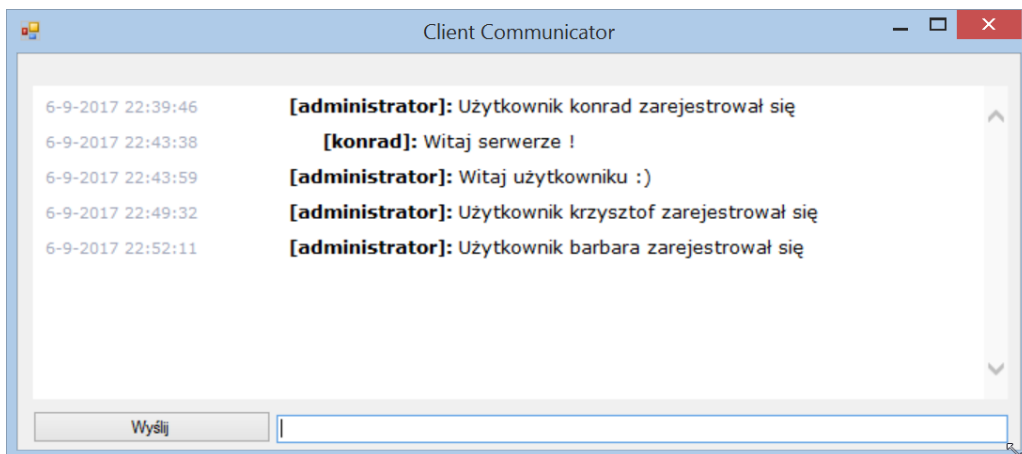 Client Communicator
6-9-2017 22:39:46 [administrator]: Użytkownik konrad zarejestrował się
6-9-2017 22:43:38 [konrad]: Witaj serwerze !
6-9-2017 22:43:59 [administrator]: Witaj użytkowniku :)
6-9-2017 22:49:32 [administrator]: Użytkownik krzysztof zarejestrował się
6-9-2017 22:52:11 [administrator]: Użytkownik barbara zarejestrował się
Wyślij